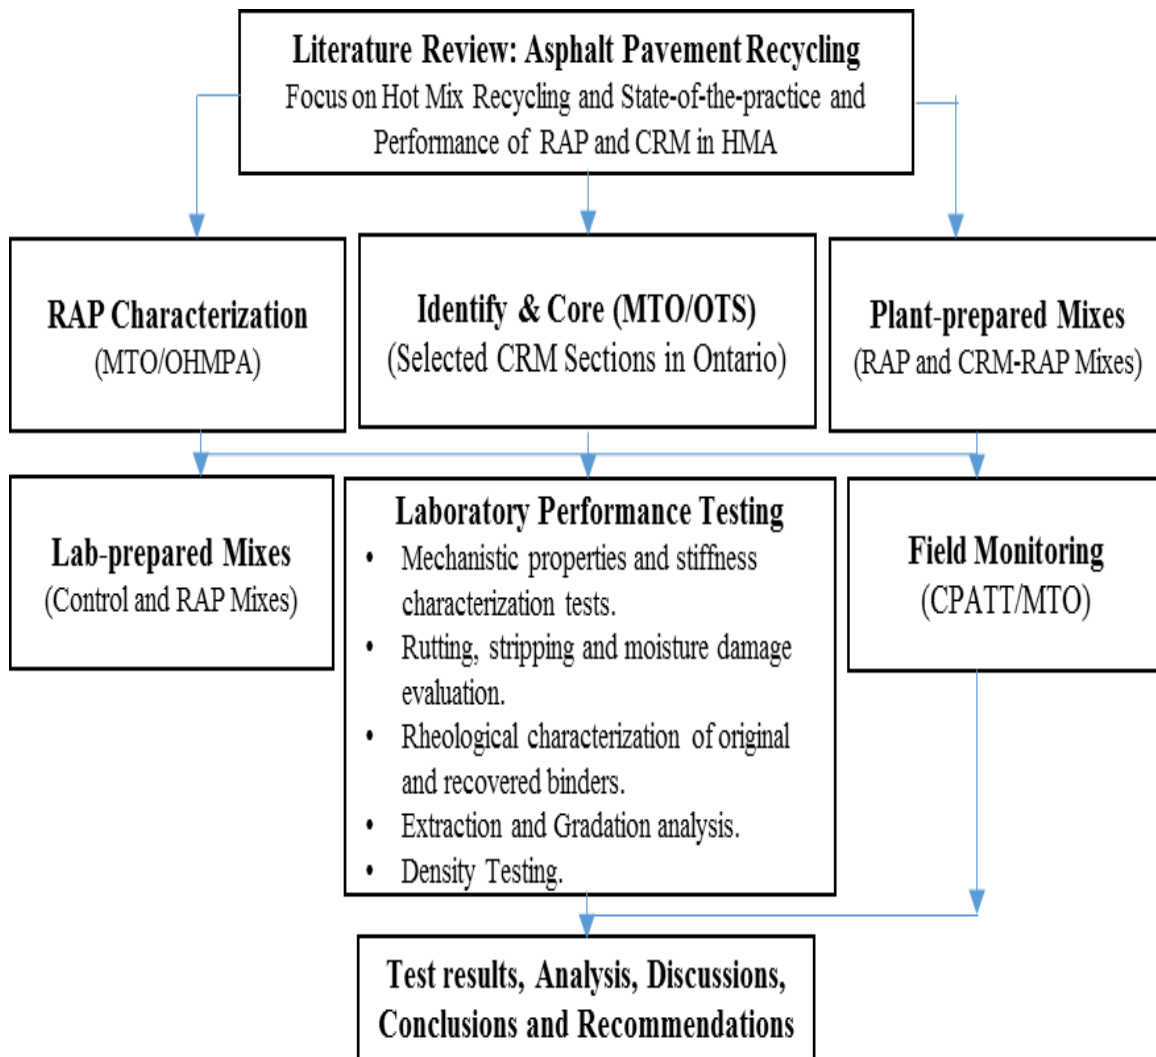 Literature Review: Asphalt Pavement Recycling
Focus on Hot Mix Recycling and State-of-the-practice and
Performance of RAP and CRM in HMA
RAP Characterization
(MTO/OHMPA)
Identify & Core (MTO/OTS)
(Selected CRM Sections in Ontario)
Plant-prepared Mixes
(RAP and CRM-RAP Mixes)
Lab-prepared Mixes
(Control and RAP Mixes)
Laboratory Performance Testing
• Mechanistic properties and stiffness
characterization tests.
• Rutting, stripping and moisture damage
evaluation.
• Rheological characterization of original
and recovered binders.
• Extraction and Gradation analysis.
• Density Testing.
Field Monitoring
(CPATT/MTO)
Test results, Analysis, Discussions,
Conclusions and Recommendations